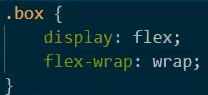 .box {
    display: flex;
    flex-wrap: wrap;
}